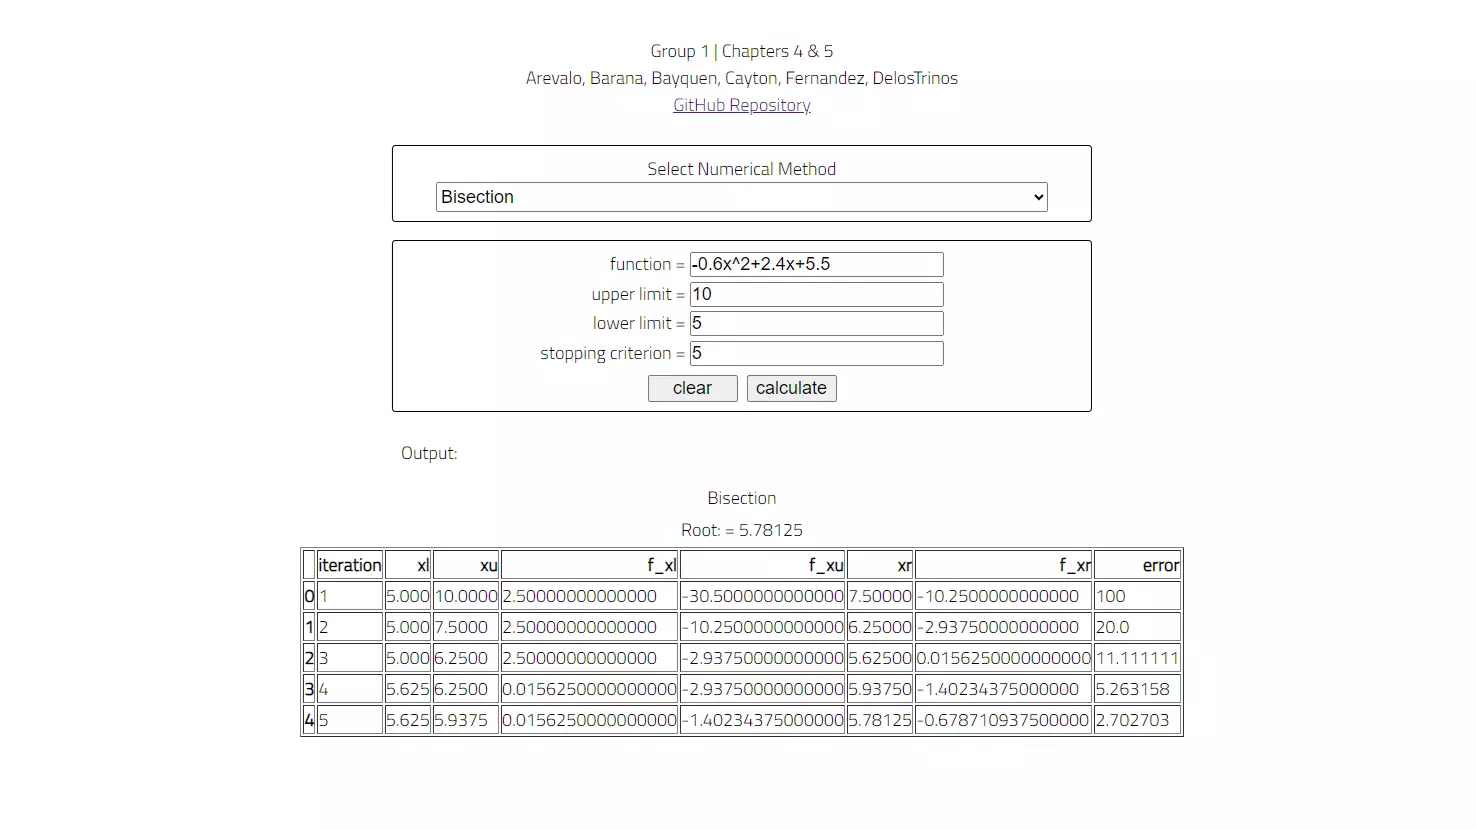 Group 1 | Chapters 4 & 5
Arevalo, Barana, Bayquen, Cayton, Fernandez, DelosTrinos
GitHub Repository
Select Numerical Method
Bisection
function = -0.6x^2+2.4x+5.5
upper limit = 10
lower limit = 5
stopping criterion = 5
clear calculate
Output:
Bisection
Root: = 5.78125
iteration xl xu f_xl f_xu xr f_xr error
0 1 5.000 10.0000 2.50000000000000 -30.5000000000000 7.50000 -10.2500000000000 100
1 2 5.000 7.5000 2.50000000000000 -10.2500000000000 6.25000 -2.93750000000000 20.0
2 3 5.000 6.2500 2.50000000000000 -2.93750000000000 5.62500 0.0156250000000000 11.111111
3 4 5.625 6.2500 0.0156250000000000 -2.93750000000000 5.93750 -1.40234375000000 5.263158
4 5 5.625 5.9375 0.0156250000000000 -1.40234375000000 5.78125 -0.678710937500000 2.702703